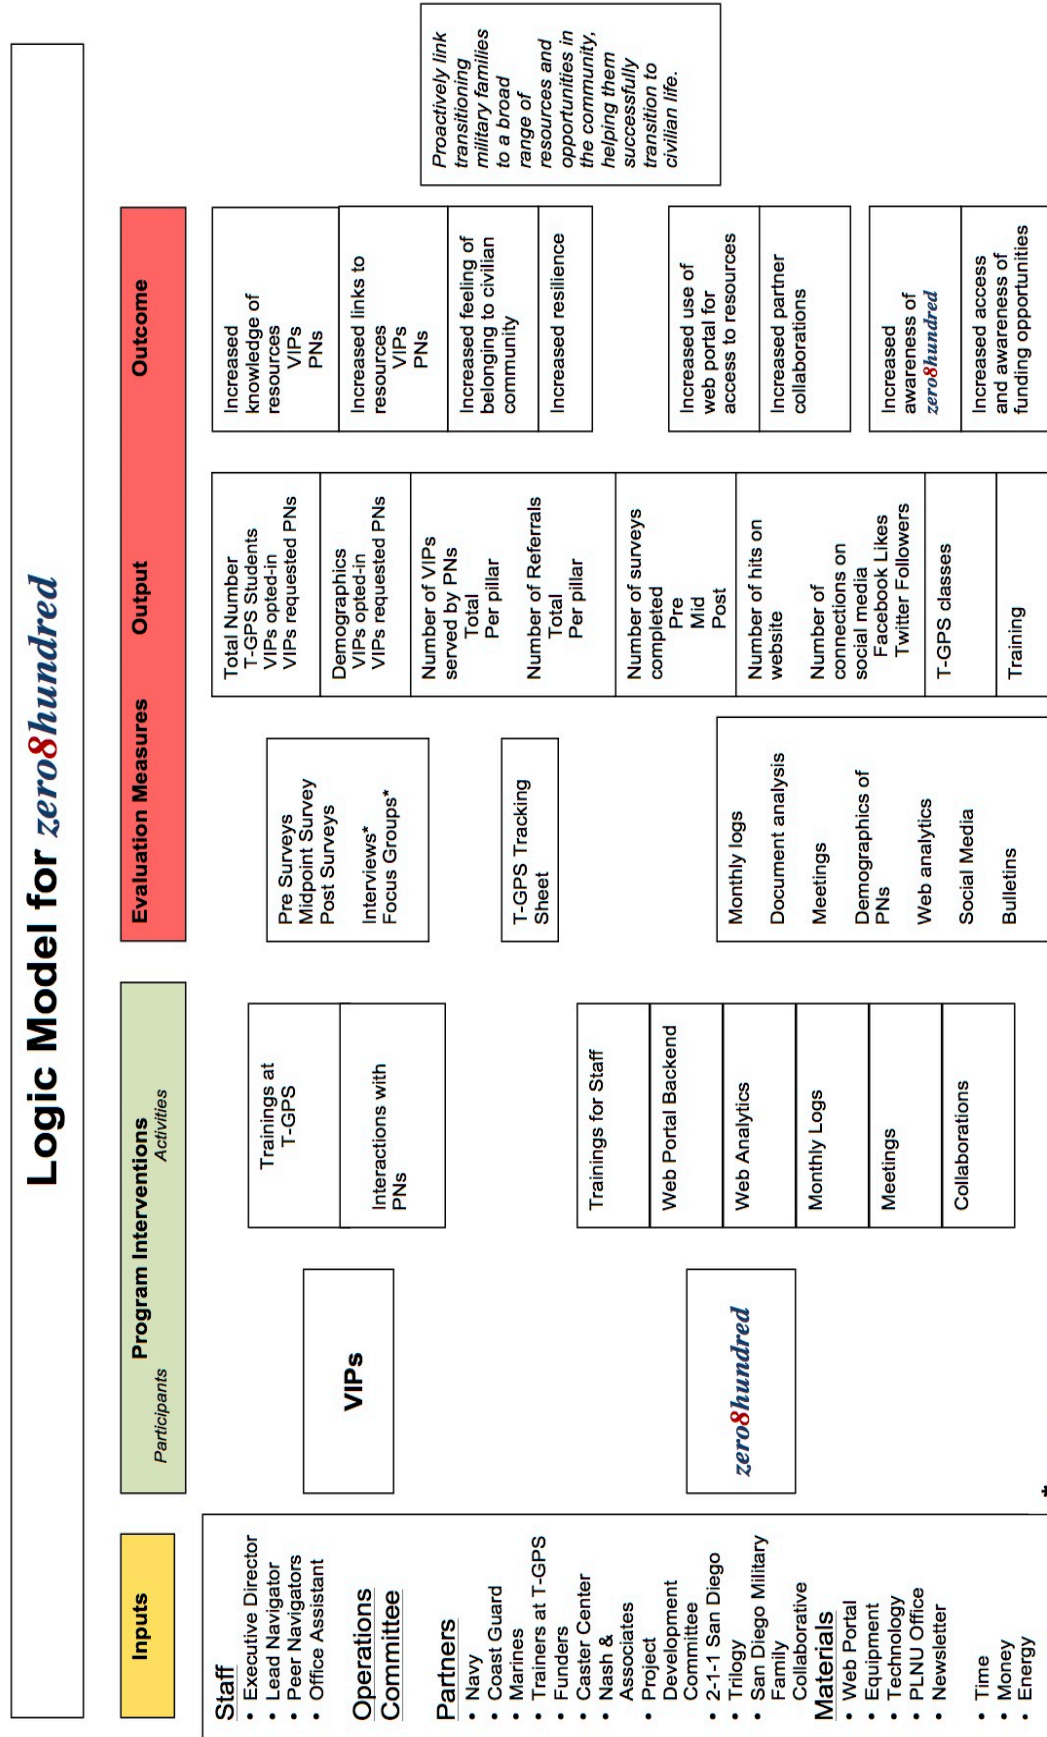 Logic Model for zero8hundred
Inputs
Program Interventions
Participants
Activities
Evaluation Measures
Output
Outcome
Staff
• Executive Director
• Lead Navigator
• Peer Navigators
• Office Assistant
Operations
Committee
Partners
• Navy
• Coast Guard
• Marines
• Trainers at T-GPS
• Funders
• Caster Center
• Nash &
Associates
• Project
Development
Committee
• 2-1-1 San Diego
• Trilogy
• San Diego Military
Family
Collaborative
Materials
• Web Portal
• Equipment
• Technology
• PLNU Office
• Newsletter
• Time
• Money
• Energy
VIPs
zero8hundred
*
Trainings at
T-GPS
Interactions with
PNs
Trainings for Staff
Web Portal Backend
Web Analytics
Monthly Logs
Meetings
Collaborations
Pre Surveys
Midpoint Survey
Post Surveys
Interviews*
Focus Groups*
T-GPS Tracking
Sheet
Monthly logs
Document analysis
Meetings
Demographics of
PNs
Web analytics
Social Media
Bulletins
Total Number
T-GPS Students
VIPs opted-in
VIPs requested PNs
Demographics
VIPs opted-in
VIPs requested PNs
Number of VIPs
served by PNs
Total
Per pillar
Number of Referrals
Total
Per pillar
Number of surveys
completed
Pre
Mid
Post
Number of hits on
website
Number of
connections on
social media
Facebook Likes
Twitter Followers
T-GPS classes
Training
Increased
knowledge of
resources
VIPs
PNs
Increased links to
resources
VIPs
PNs
Increased feeling of
belonging to civilian
community
Increased resilience
Increased use of
web portal for
access to resources
Increased partner
collaborations
Increased
awareness of
zero8hundred
Increased access
and awareness of
funding opportunities
Proactively link
transitioning
military families
to a broad
range of
resources and
opportunities in
the community,
helping them
successfully
transition to
civilian life.